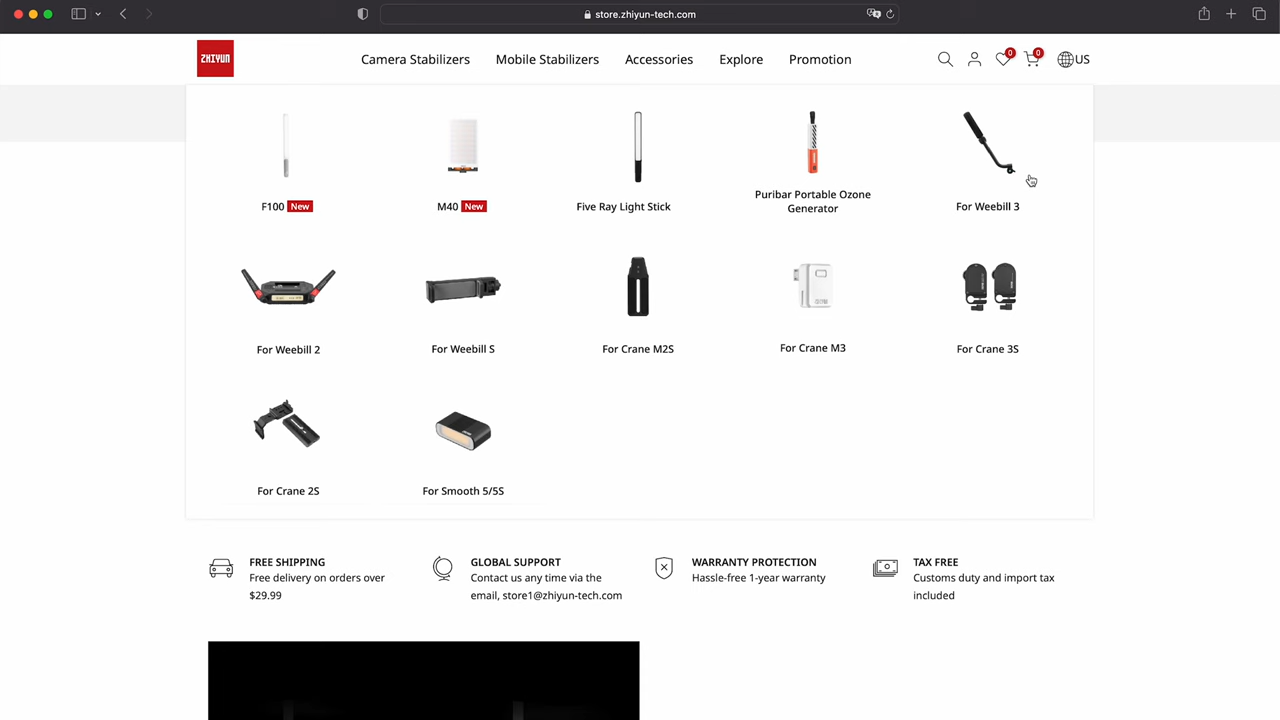 store.zhiyun-tech.com
ZHIYUN
Camera Stabilizers
Mobile Stabilizers
Accessories
Explore
Promotion
0
0
US
F100 New
M40 New
Five Ray Light Stick
Puribar Portable Ozone
Generator
For Weebill 3
For Weebill 2
For Weebill S
For Crane M2S
For Crane M3
For Crane 3S
For Crane 2S
For Smooth 5/5S
FREE SHIPPING
Free delivery on orders over
$29.99
GLOBAL SUPPORT
Contact us any time via the
email, store1@zhiyun-tech.com
WARRANTY PROTECTION
Hassle-free 1-year warranty
TAX FREE
Customs duty and import tax
included